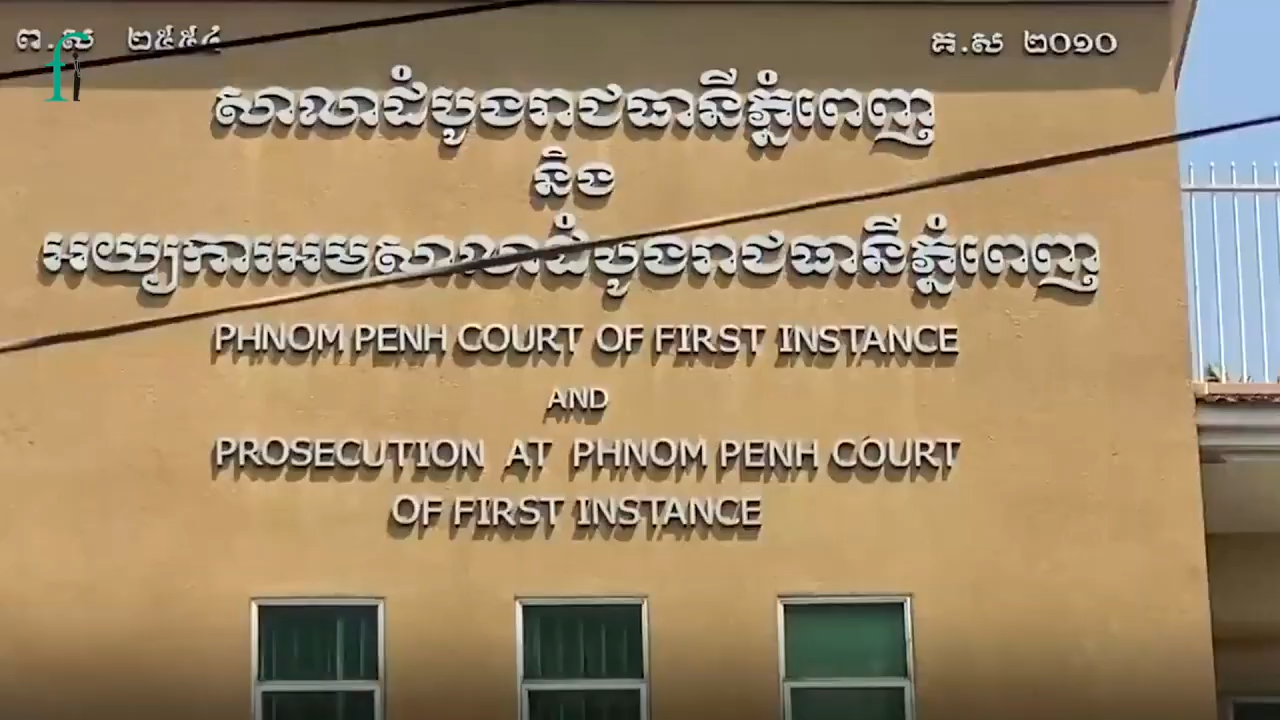 ព.ស ២៥៥៤
គ.ស ២០១០
សាលាដំបូងរាជធានីភ្នំពេញ
និង
អយ្យការអមសាលាដំបូងរាជធានីភ្នំពេញ
PHNOM PENH COURT OF FIRST INSTANCE
AND
PROSECUTION AT PHNOM PENH COURT
OF FIRST INSTANCE
fi